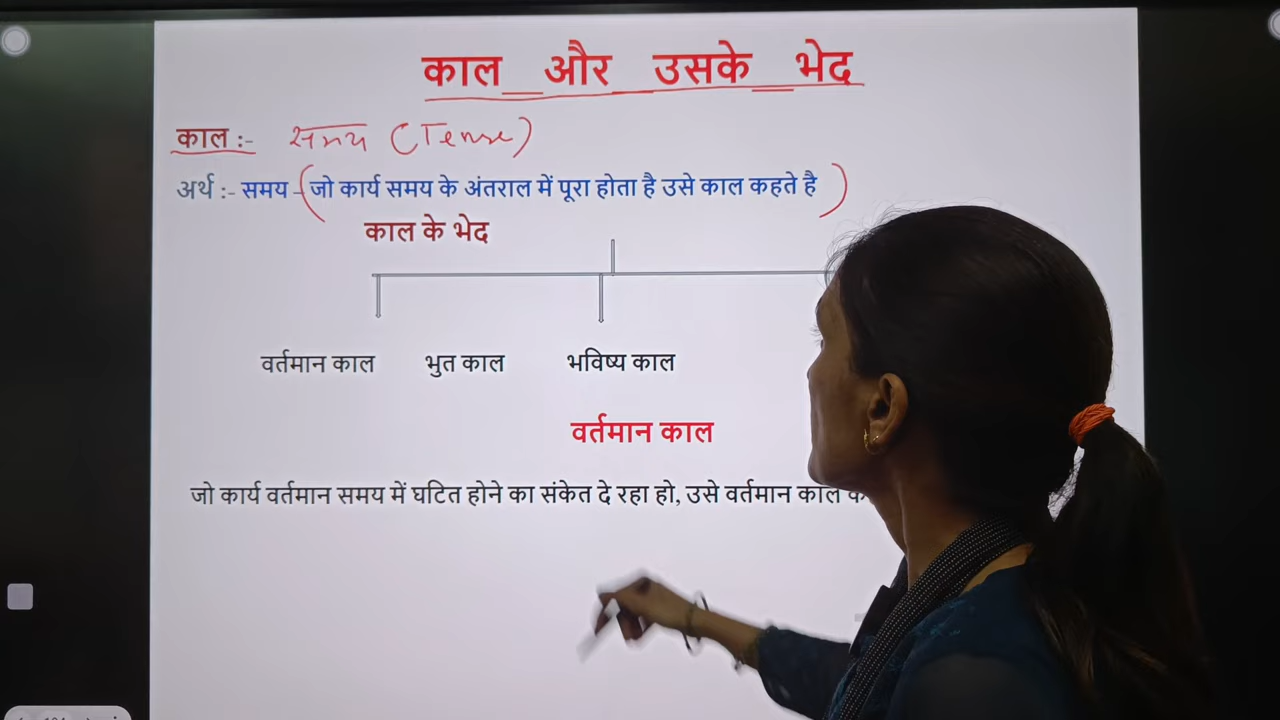 काल और उसके भेद
काल :- समय (Tense)
अर्थ :- समय - (जो कार्य समय के अंतराल में पूरा होता है उसे काल कहते है)
काल के भेद
वर्तमान काल भुत काल भविष्य काल
वर्तमान काल
जो कार्य वर्तमान समय में घटित होने का संकेत दे रहा हो, उसे वर्तमान काल